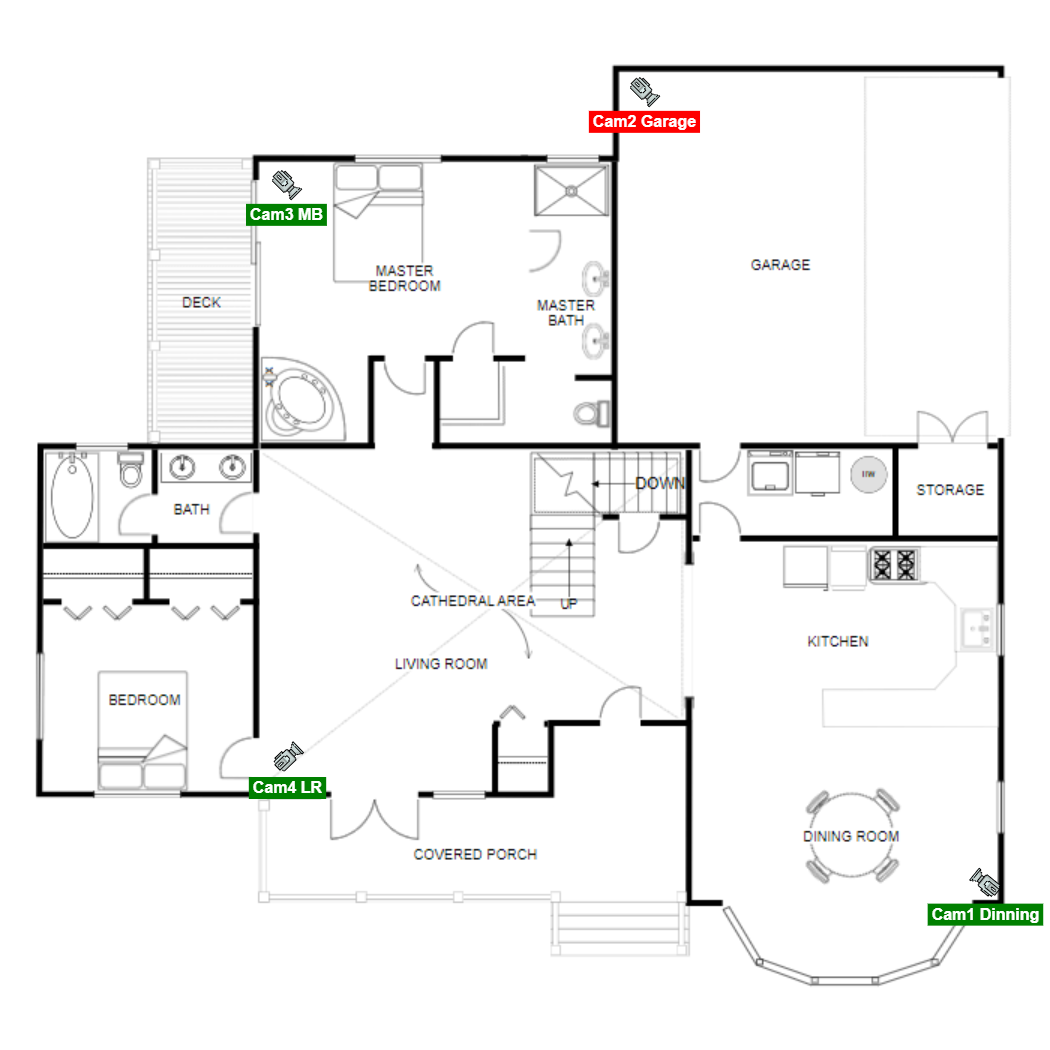 Cam2 Garage
Cam3 MB
GARAGE
MASTER
BEDROOM
DECK
MASTER
BATH
DOWN
HW
STORAGE
BATH
CATHEDRAL AREA
UP
KITCHEN
LIVING ROOM
BEDROOM
Cam4 LR
DINING ROOM
COVERED PORCH
Cam1 Dinning